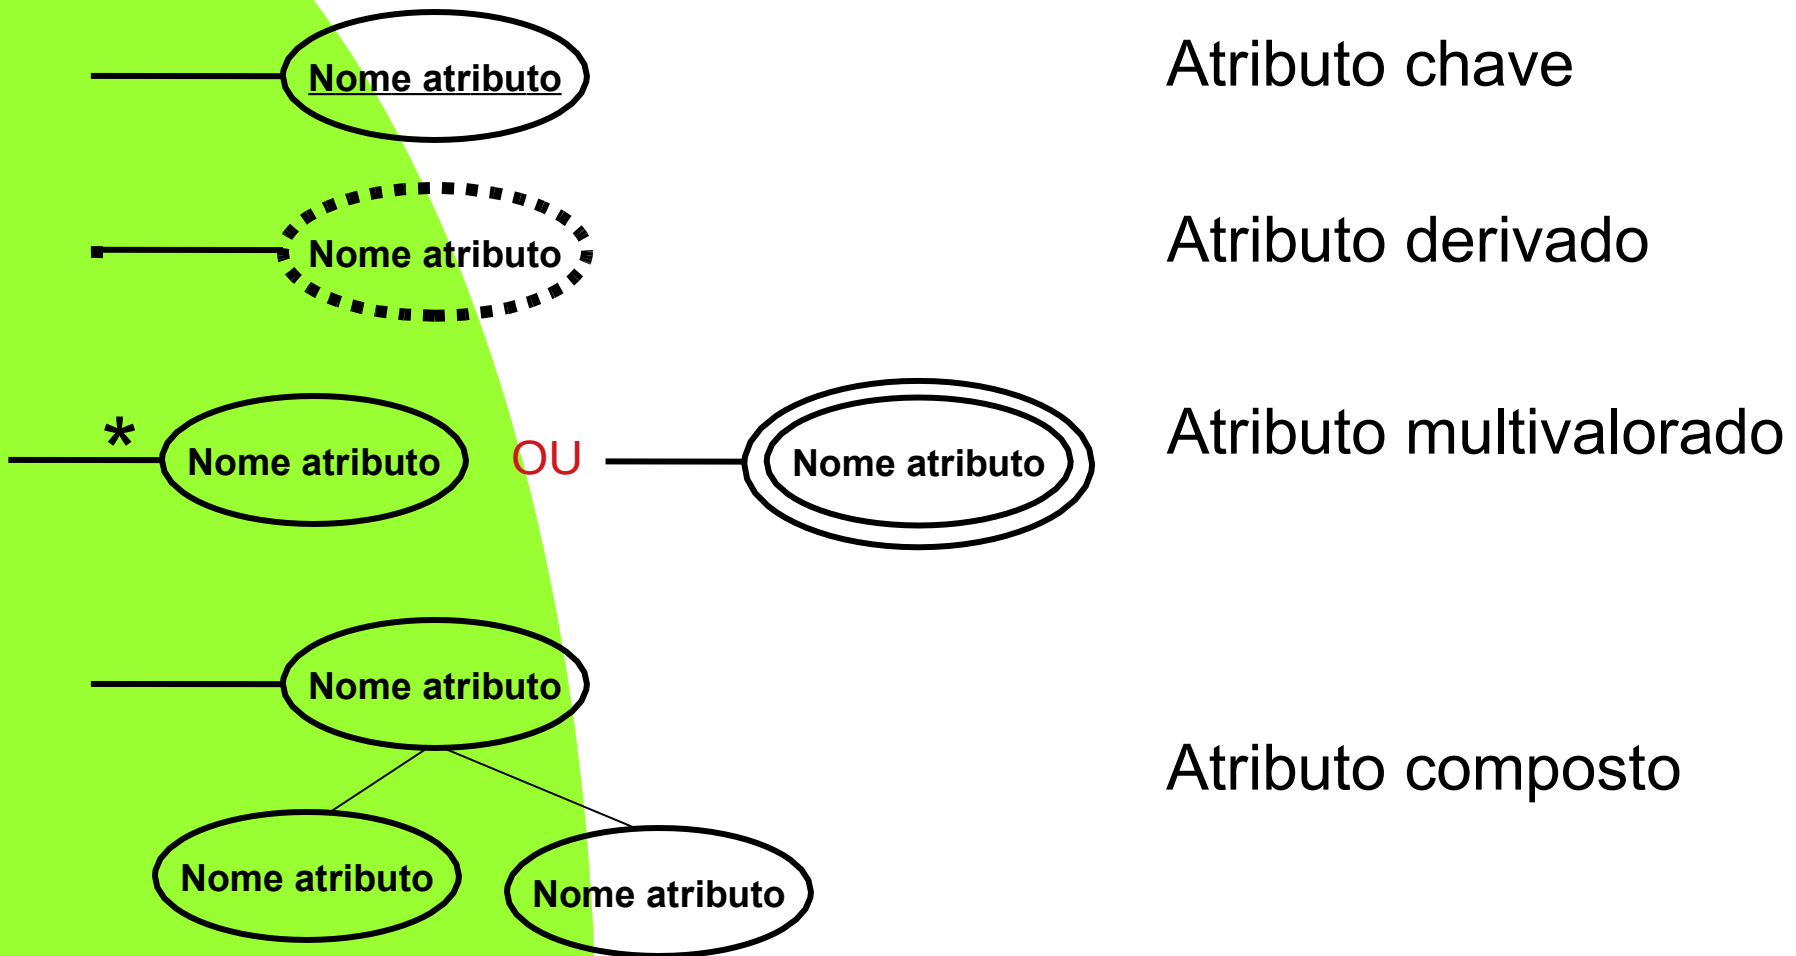 Nome atributo
Atributo chave
Nome atributo
Atributo derivado
* Nome atributo OU Nome atributo
Atributo multivalorado
Nome atributo
Atributo composto
Nome atributo
Nome atributo